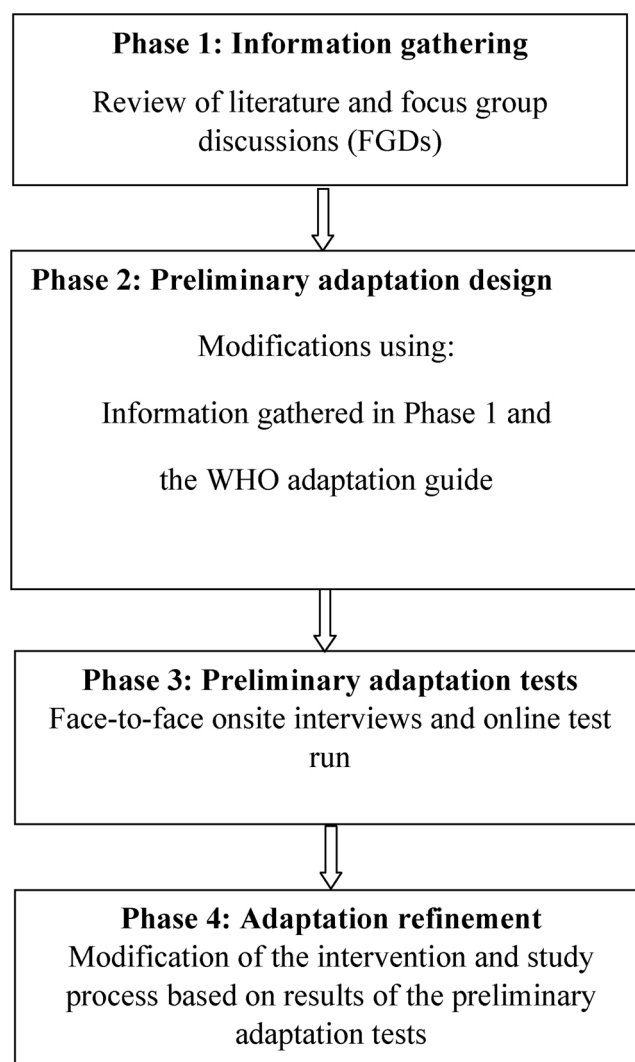 Phase 1: Information gathering
Review of literature and focus group
discussions (FGDs)
Phase 2: Preliminary adaptation design
Modifications using:
Information gathered in Phase 1 and
the WHO adaptation guide
Phase 3: Preliminary adaptation tests
Face-to-face onsite interviews and online test
run
Phase 4: Adaptation refinement
Modification of the intervention and study
process based on results of the preliminary
adaptation tests